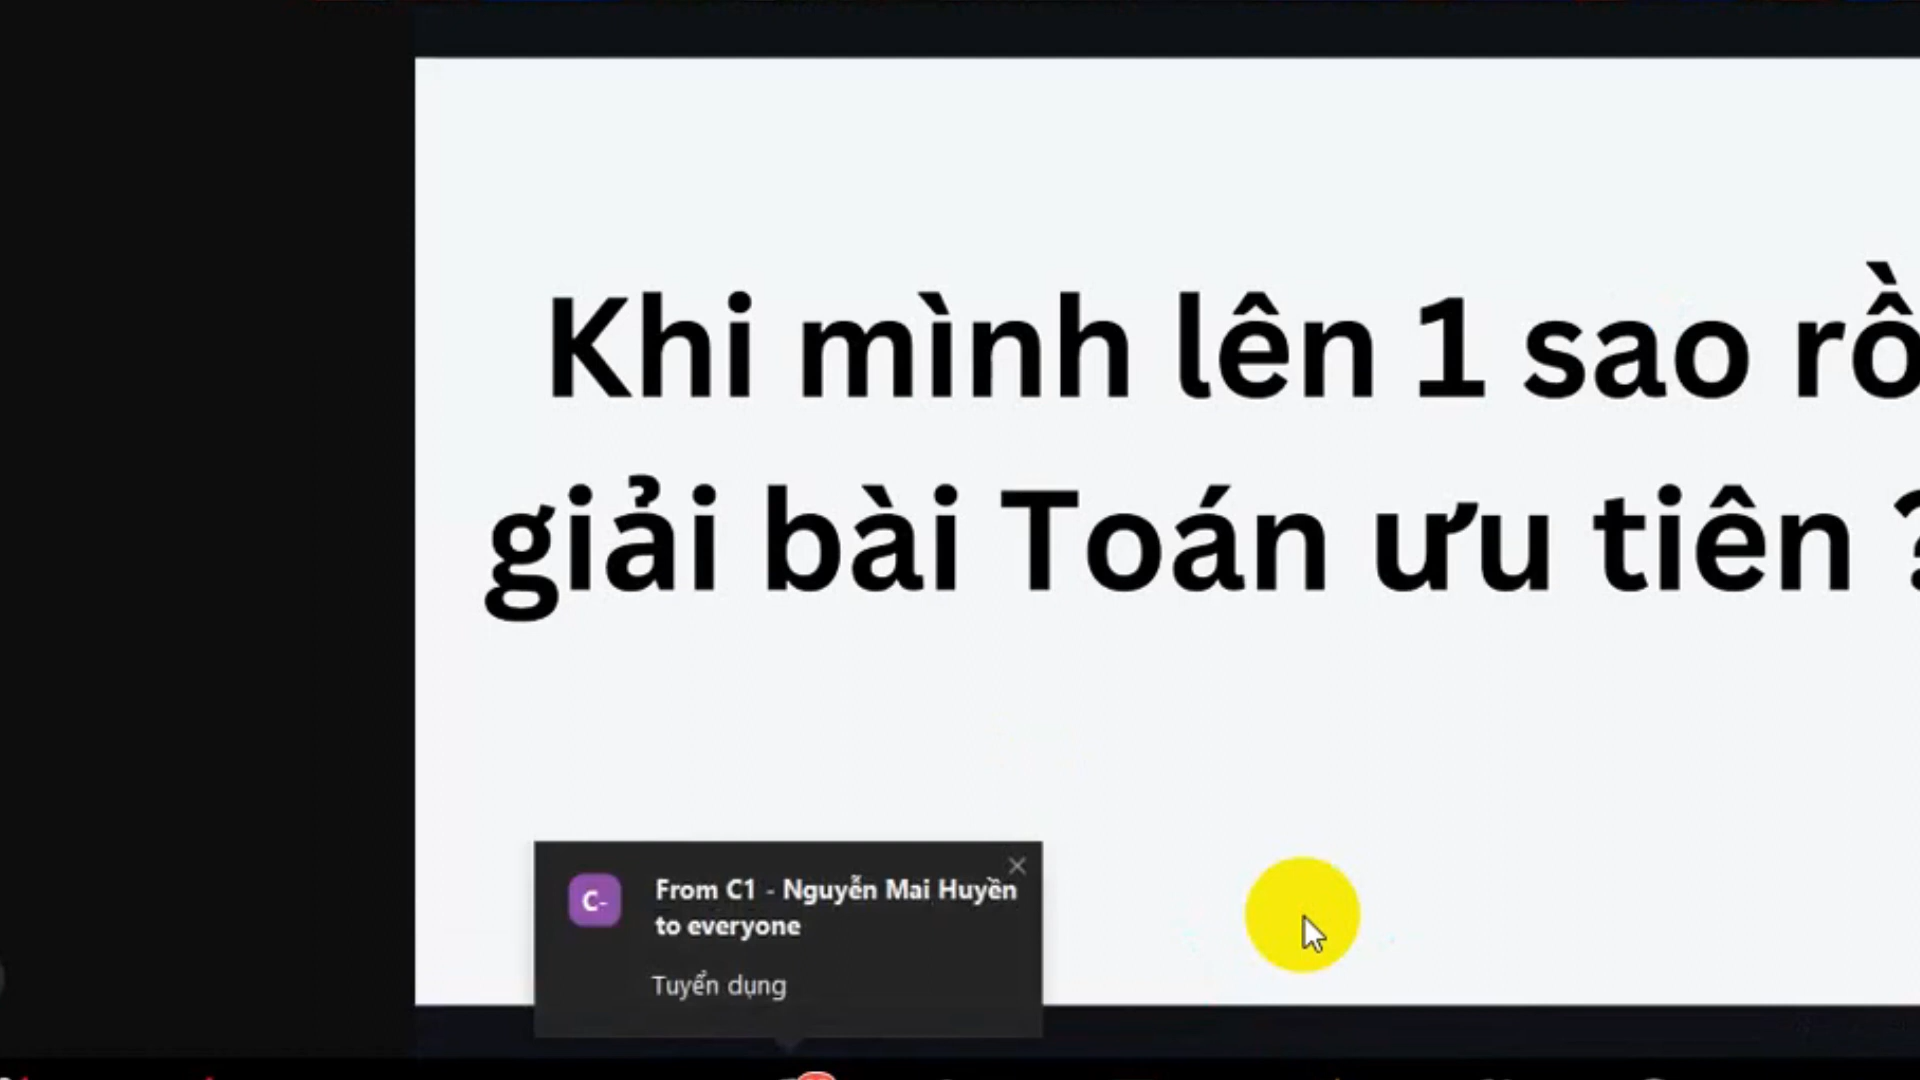 Khi mình lên 1 sao
giải bài Toán ưu tiên ?
C-
From C1 - Nguyễn Mai Huyền
to everyone
Tuyển dụng